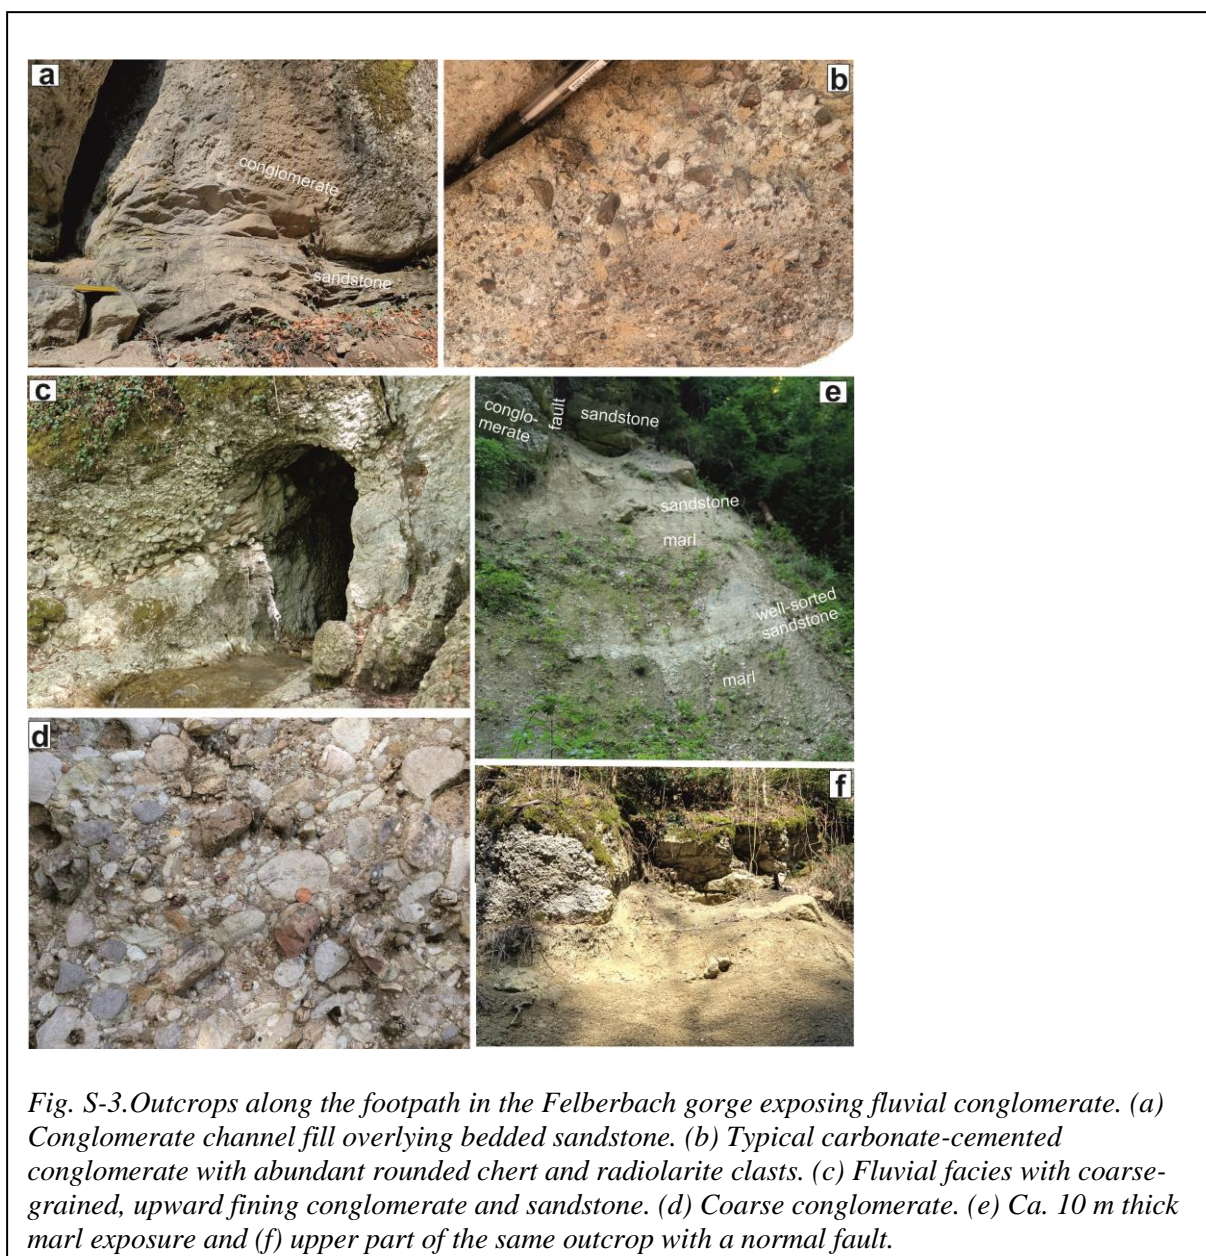 a
conglomerate
sandstone
b
c
conglo-
merate
fault
sandstone
e
sandstone
marl
well-sorted
sandstone
marl
d
f
Fig. S-3.Outcrops along the footpath in the Felberbach gorge exposing fluvial conglomerate. (a)
Conglomerate channel fill overlying bedded sandstone. (b) Typical carbonate-cemented
conglomerate with abundant rounded chert and radiolarite clasts. (c) Fluvial facies with coarse-
grained, upward fining conglomerate and sandstone. (d) Coarse conglomerate. (e) Ca. 10 m thick
marl exposure and (f) upper part of the same outcrop with a normal fault.